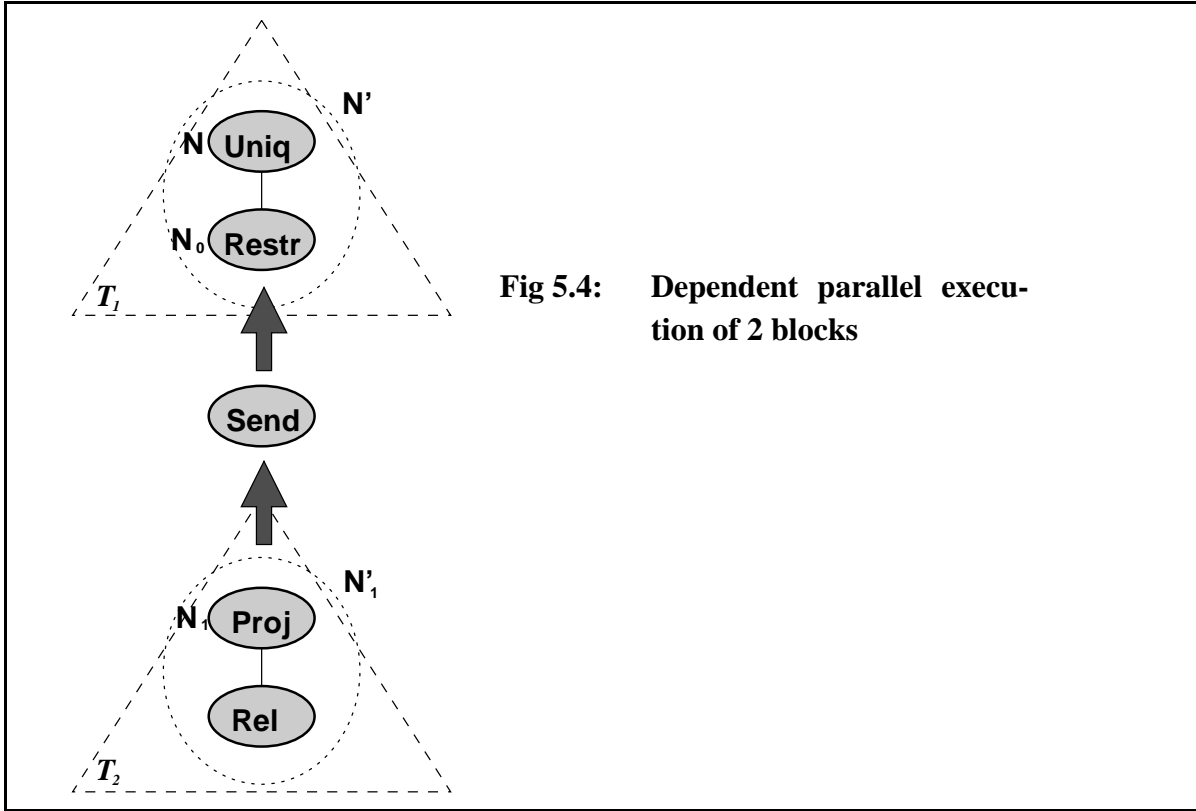 N’
N Uniq
N₀ Restr
T₁
Fig 5.4: Dependent parallel execu-
tion of 2 blocks
Send
N’₁
N₁ Proj
Rel
T₂